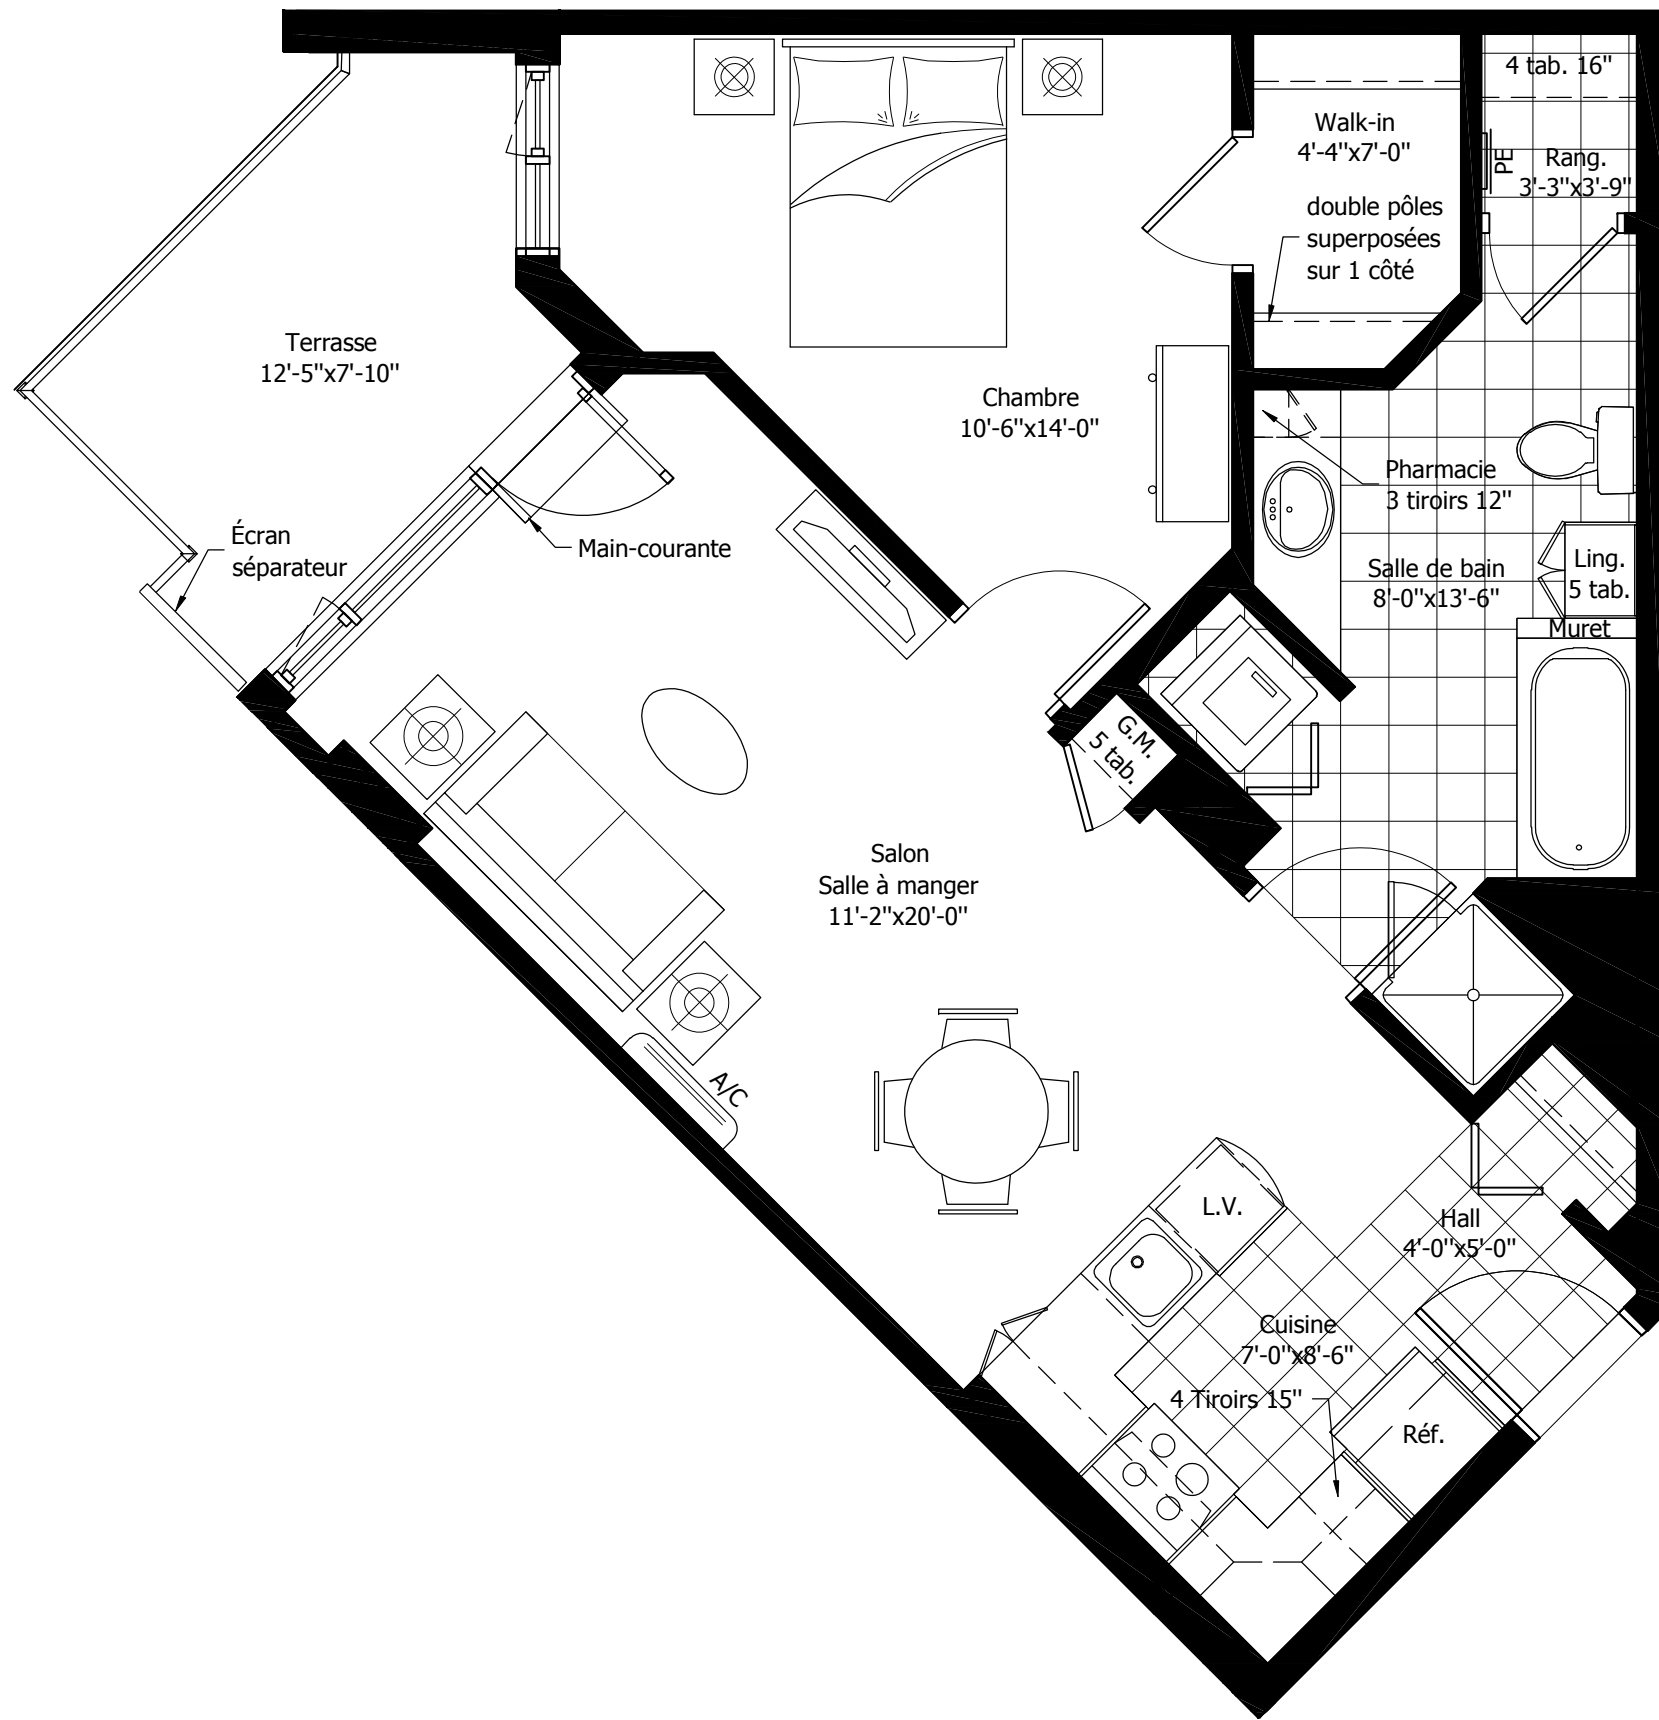 4 tab. 16"
Walk-in
4'-4"x7'-0"
PE
Rang.
3'-3"x3'-9"
double pôles
superposées
sur 1 côté
Terrasse
12'-5"x7'-10"
Chambre
10'-6"x14'-0"
Pharmacie
3 tiroirs 12"
Écran
séparateur
Main-courante
Salle de bain
8'-0"x13'-6"
Ling.
5 tab.
Muret
G.M.
5 tab.
Salon
Salle à manger
11'-2"x20'-0"
A/C
L.V.
Hall
4'-0"x5'-0"
Cuisine
7'-0"x8'-6"
4 Tiroirs 15"
Réf.